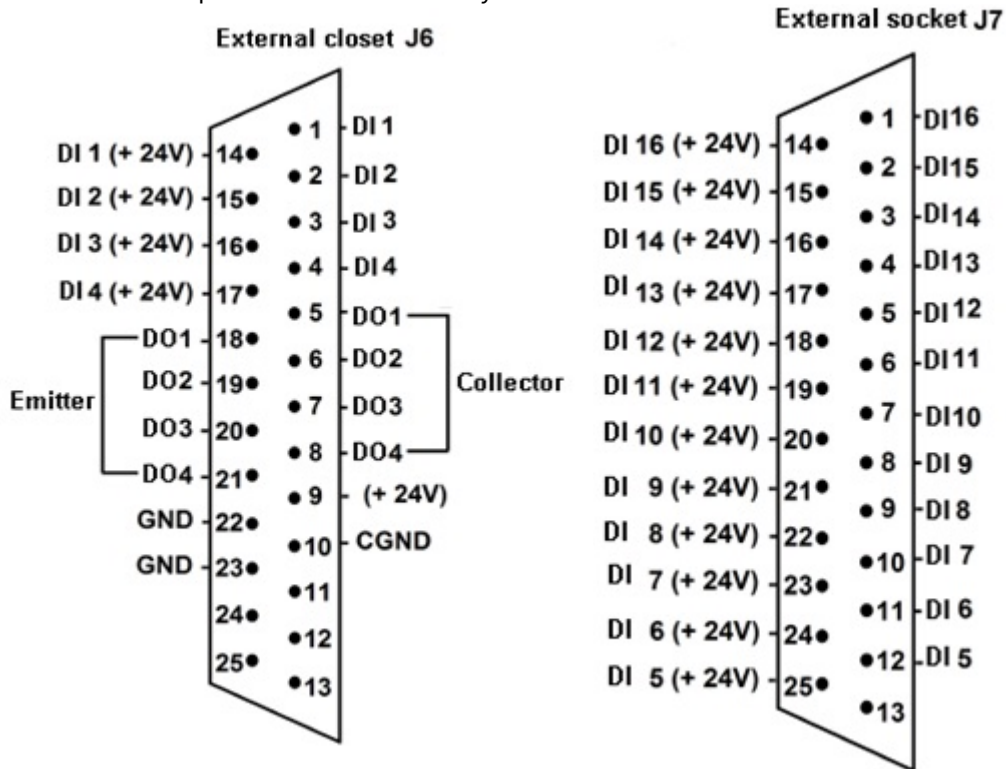 External closet J6
DI 1 (+ 24V) 14
DI 2 (+ 24V) 15
DI 3 (+ 24V) 16
DI 4 (+ 24V) 17
DO1 18
DO2 19
DO3 20
DO4 21
Emitter
GND 22
GND 23
24
25
1 DI 1
2 DI 2
3 DI 3
4 DI 4
5 DO1
6 DO2
7 DO3
8 DO4
Collector
9 (+ 24V)
10 CGND
11
12
13
External socket J7
DI 16 (+ 24V) 14
DI 15 (+ 24V) 15
DI 14 (+ 24V) 16
DI 13 (+ 24V) 17
DI 12 (+ 24V) 18
DI 11 (+ 24V) 19
DI 10 (+ 24V) 20
DI 9 (+ 24V) 21
DI 8 (+ 24V) 22
DI 7 (+ 24V) 23
DI 6 (+ 24V) 24
DI 5 (+ 24V) 25
1 DI16
2 DI15
3 DI14
4 DI13
5 DI12
6 DI11
7 DI10
8 DI 9
9 DI 8
10 DI 7
11 DI 6
12 DI 5
13